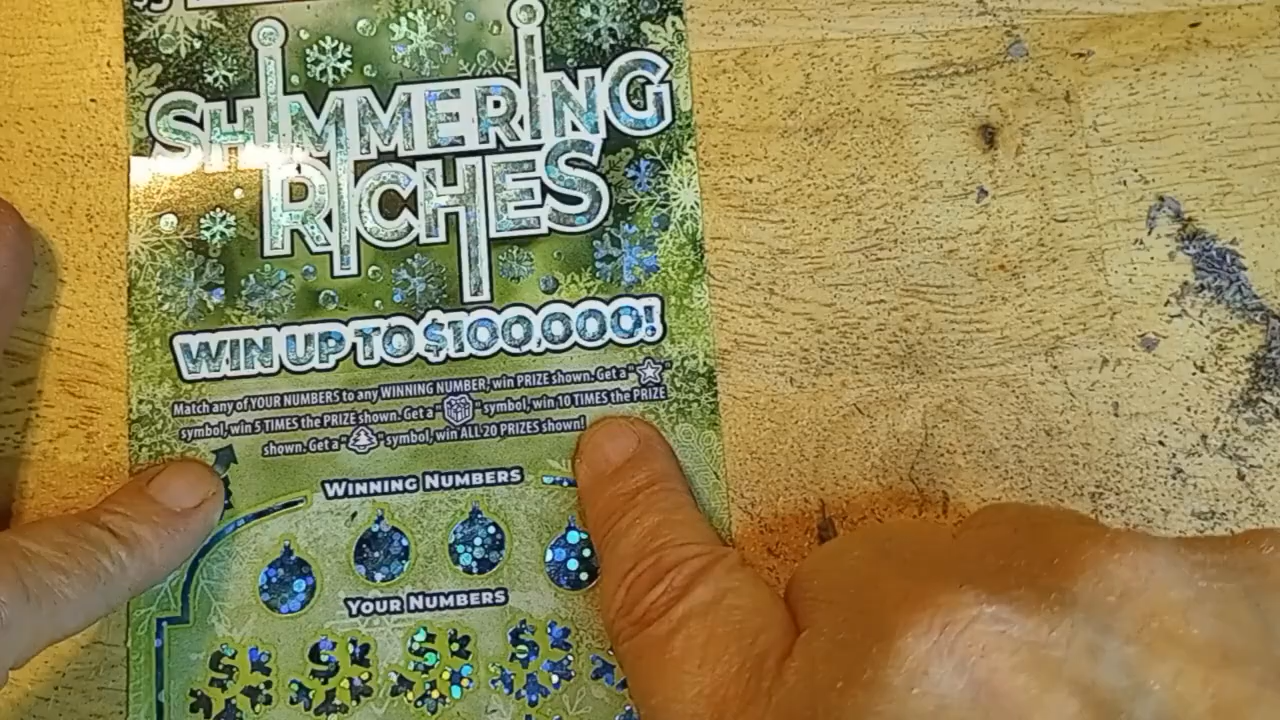 $5
SHIMMERING
RICHES
WIN UP TO $100,000!
Match any of YOUR NUMBERS to any WINNING NUMBER, win PRIZE shown. Get a " "
symbol, win 5 TIMES the PRIZE shown. Get a " " symbol, win 10 TIMES the PRIZE
shown. Get a " " symbol, win ALL 20 PRIZES shown!
WINNING NUMBERS
YOUR NUMBERS
$ $ $ $